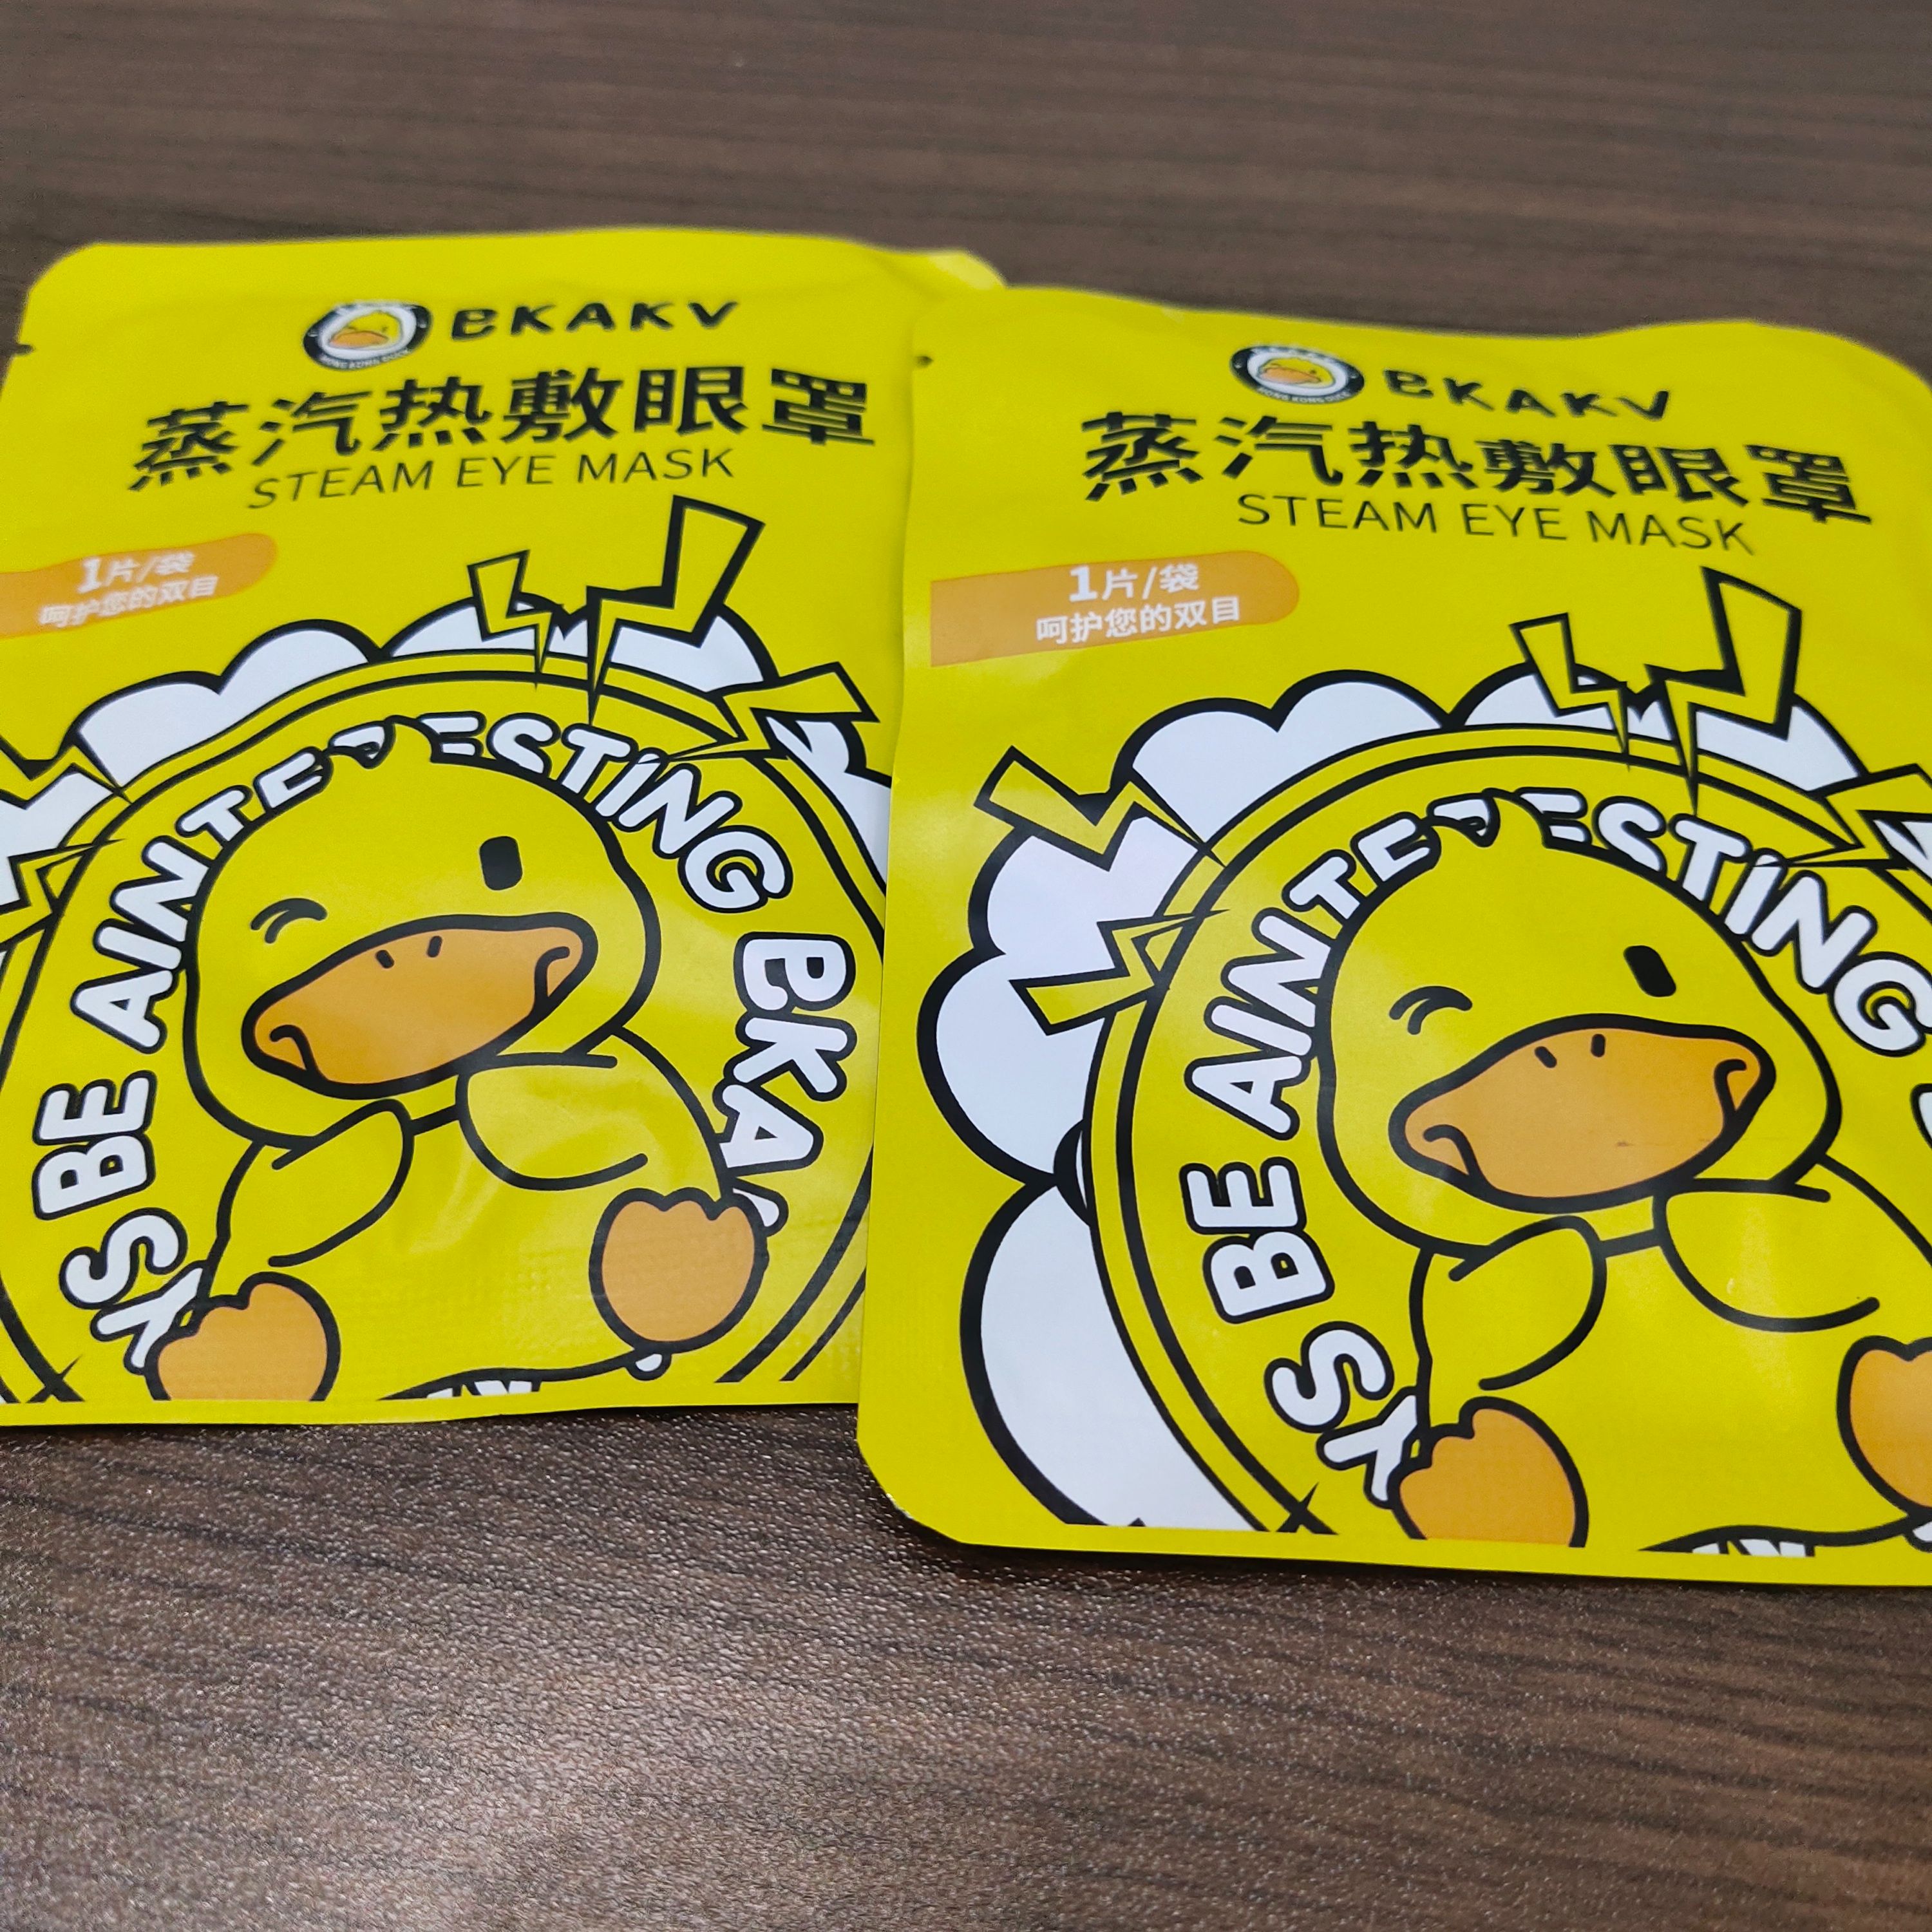 BKAKV
蒸汽热敷眼罩
STEAM EYE MASK
1片/袋
呵护您的双目
BE AINTERESTING BKAK
BKAKV
蒸汽热敷眼罩
STEAM EYE MASK
1片/袋
呵护您的双目
BE AINTERESTING